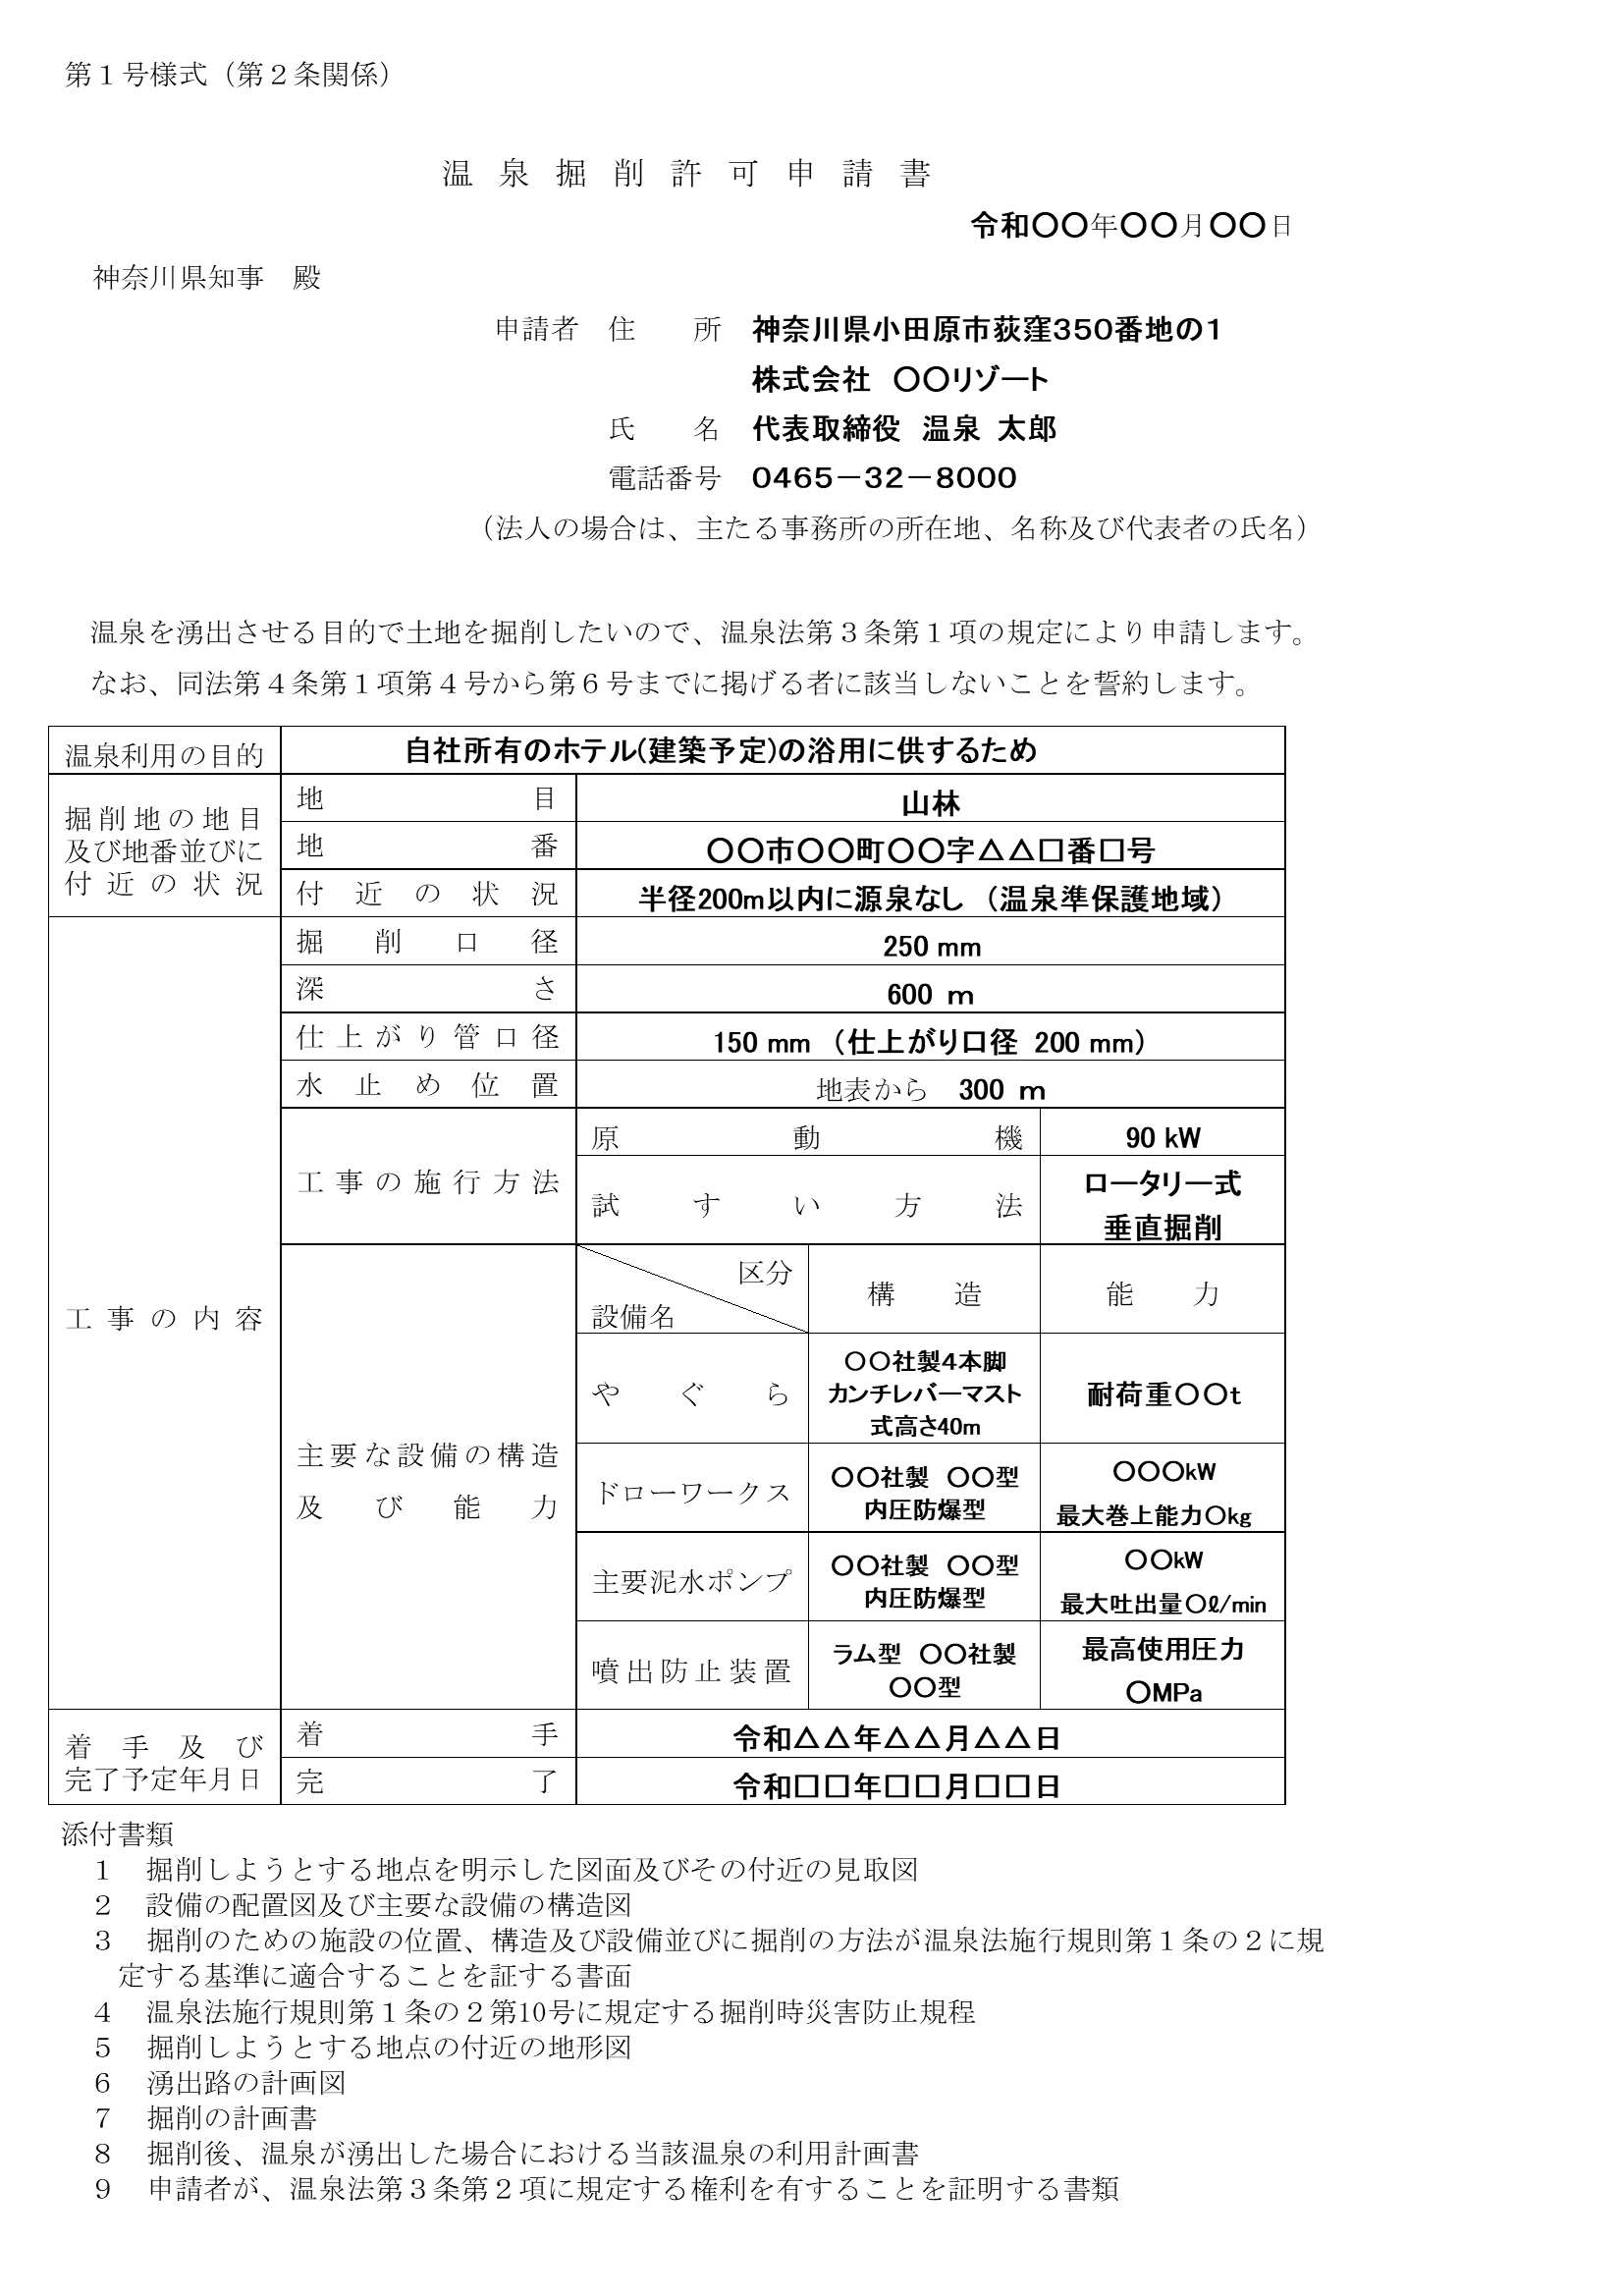 第１号様式（第２条関係）
温泉掘削許可申請書
令和〇〇年〇〇月〇〇日
神奈川県知事　殿
申請者　住　　所　神奈川県小田原市荻窪350番地の1
株式会社　〇〇リゾート
氏　　名　代表取締役　温泉 太郎
電話番号　0465－32－8000
（法人の場合は、主たる事務所の所在地、名称及び代表者の氏名）
温泉を湧出させる目的で土地を掘削したいので、温泉法第３条第１項の規定により申請します。
なお、同法第４条第１項第４号から第６号までに掲げる者に該当しないことを誓約します。
温泉利用の目的　自社所有のホテル(建築予定)の浴用に供するため
掘削地の地目
及び地番並びに
付近の状況
地目　山林
地番　〇〇市〇〇町〇〇字△△□番□号
付近の状況　半径200m以内に源泉なし （温泉準保護地域）
工事の内容
掘削口径　250 mm
深さ　600 ｍ
仕上がり管口径　150 mm （仕上がり口径 200 mm）
水止め位置　地表から　300 ｍ
工事の施行方法
原動機　90 kW
試すい方法　ロータリー式
垂直掘削
主要な設備の構造
及び能力
区分
設備名
構　造　能　力
やぐら
〇〇社製4本脚
カンチレバーマスト
式高さ40m
耐荷重〇〇t
ドローワークス
〇〇社製 〇〇型
内圧防爆型
〇〇〇kW
最大巻上能力〇kg
主要泥水ポンプ
〇〇社製 〇〇型
内圧防爆型
〇〇kW
最大吐出量〇ℓ/min
噴出防止装置
ラム型 〇〇社製
〇〇型
最高使用圧力
〇MPa
着手及び
完了予定年月日
着手　令和△△年△△月△△日
完了　令和□□年□□月□□日
添付書類
１　掘削しようとする地点を明示した図面及びその付近の見取図
２　設備の配置図及び主要な設備の構造図
３　掘削のための施設の位置、構造及び設備並びに掘削の方法が温泉法施行規則第１条の２に規
定する基準に適合することを証する書面
４　温泉法施行規則第１条の２第10号に規定する掘削時災害防止規程
５　掘削しようとする地点の付近の地形図
６　湧出路の計画図
７　掘削の計画書
８　掘削後、温泉が湧出した場合における当該温泉の利用計画書
９　申請者が、温泉法第３条第２項に規定する権利を有することを証明する書類